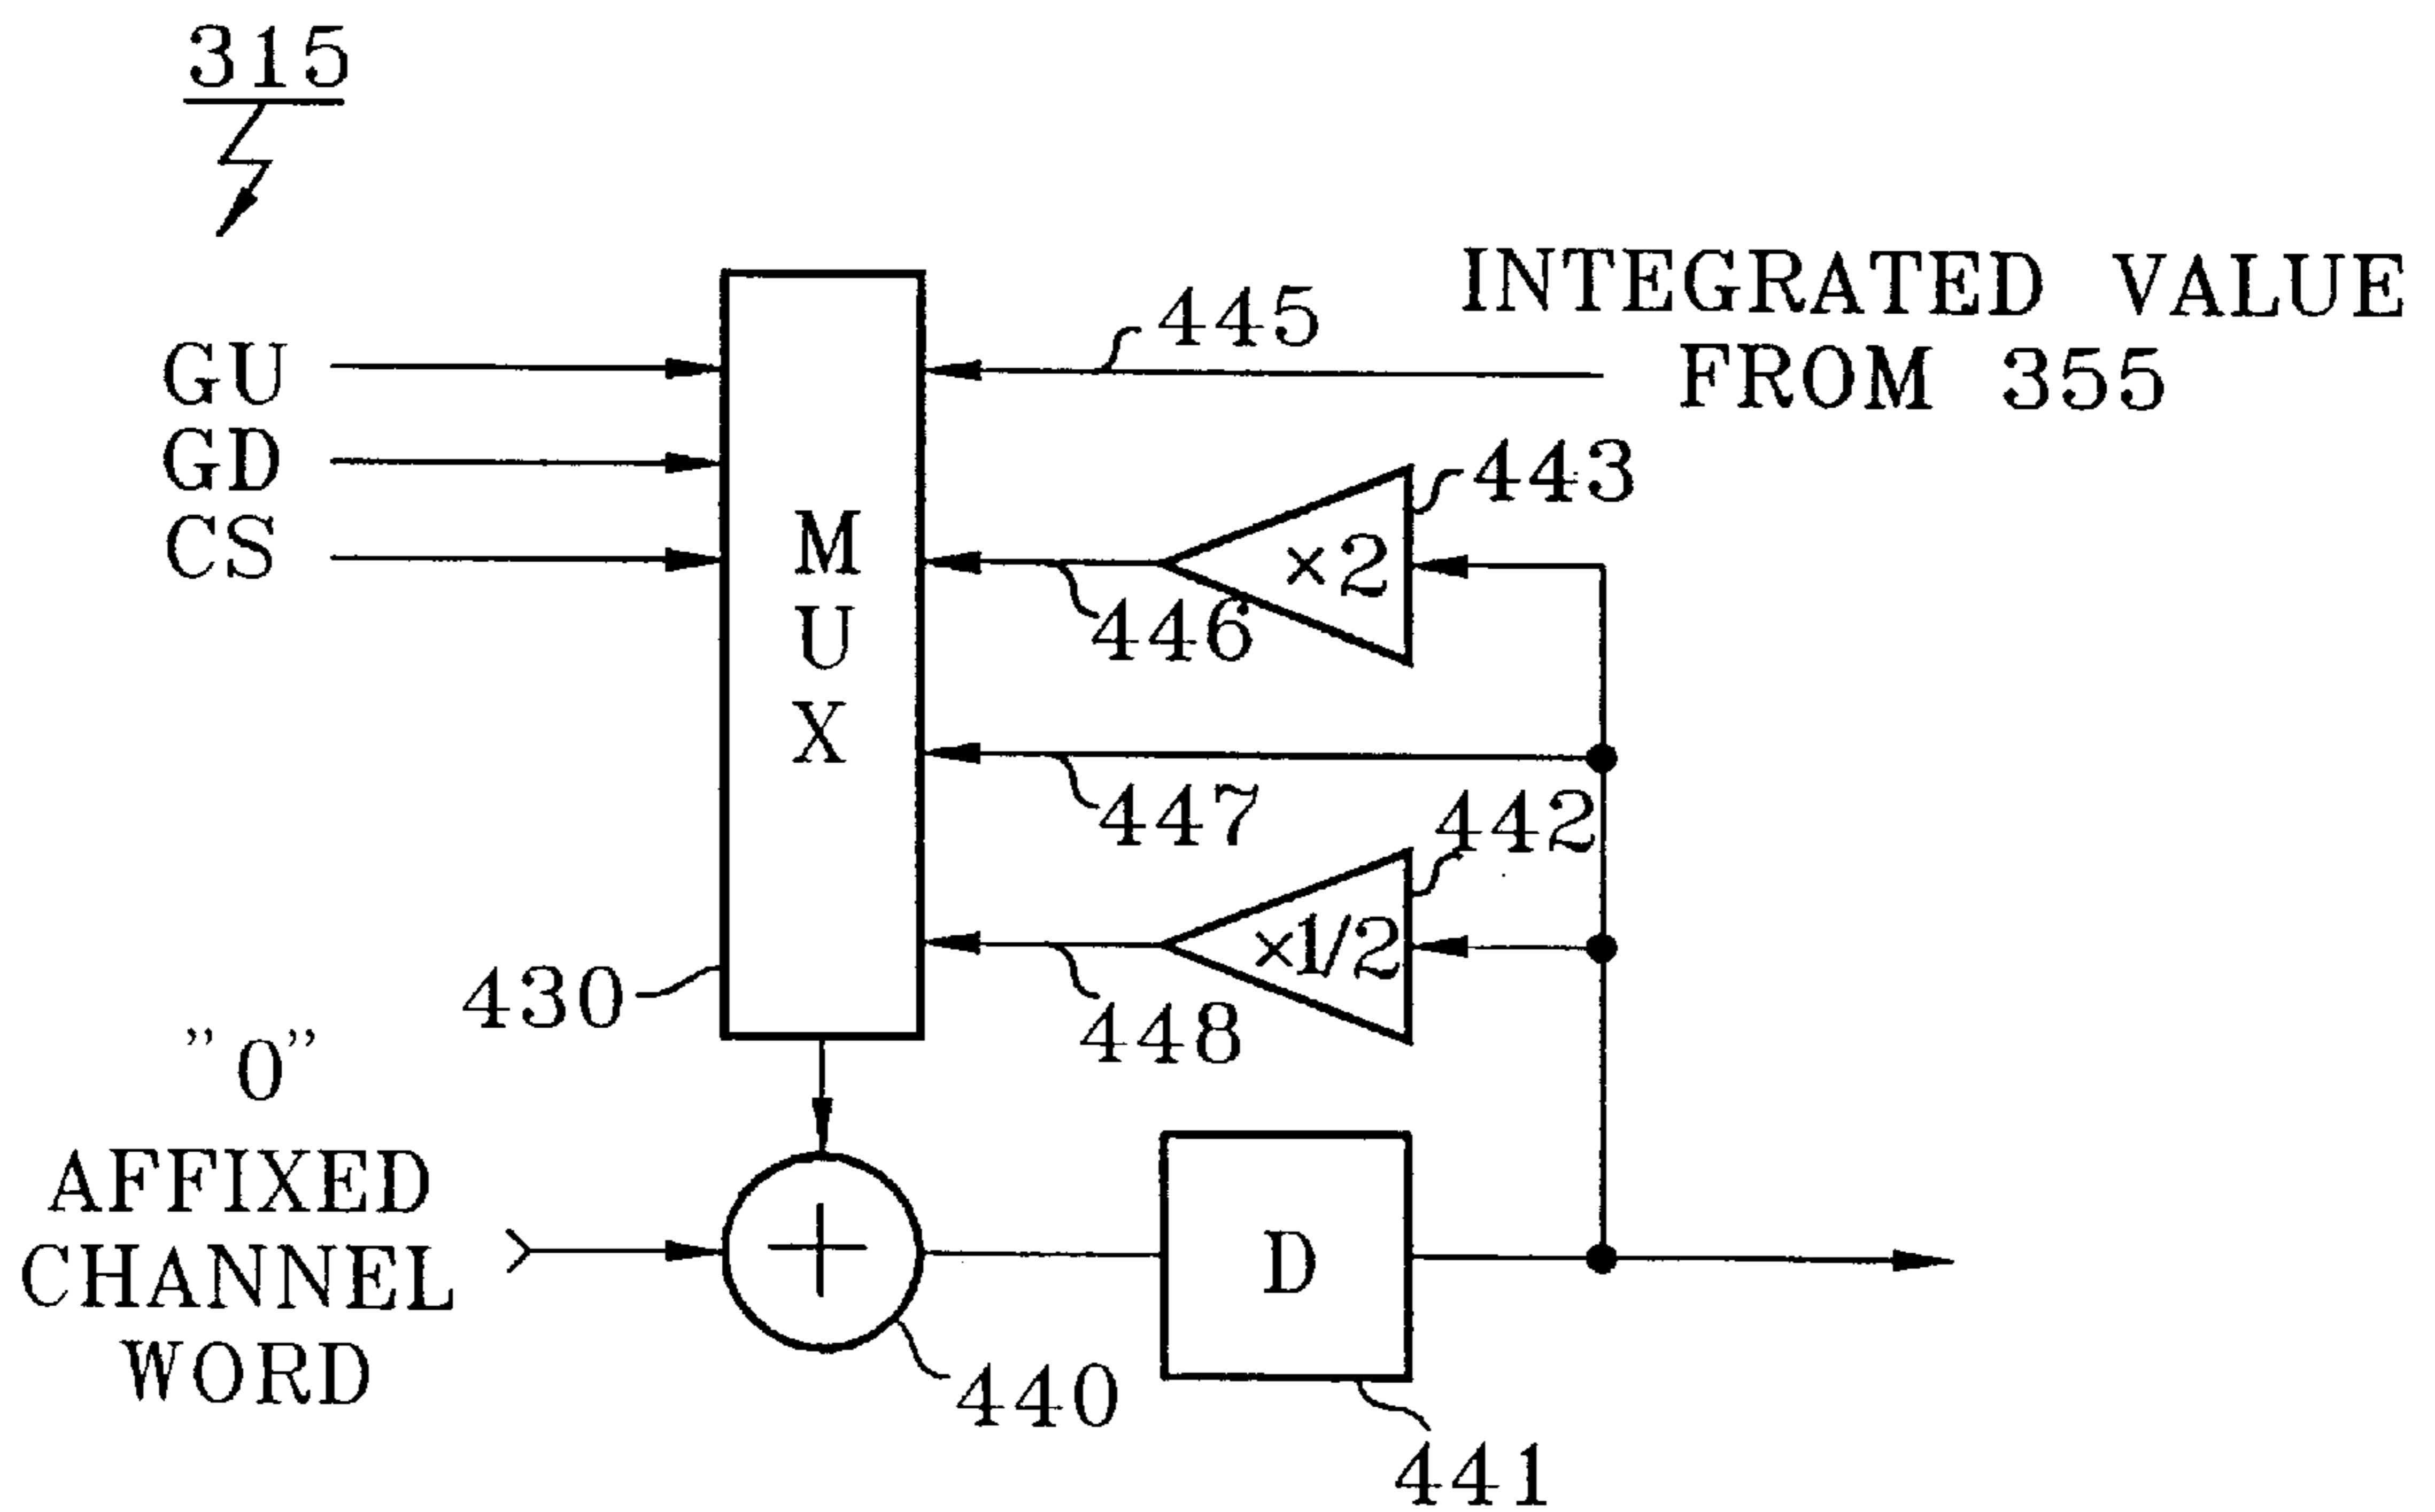 315
INTEGRATED VALUE
FROM 355
445
GU
GD
CS
443
M
U
X
×2
446
447
442
×1/2
430
448
"0"
AFFIXED
CHANNEL
WORD
+
D
440
441